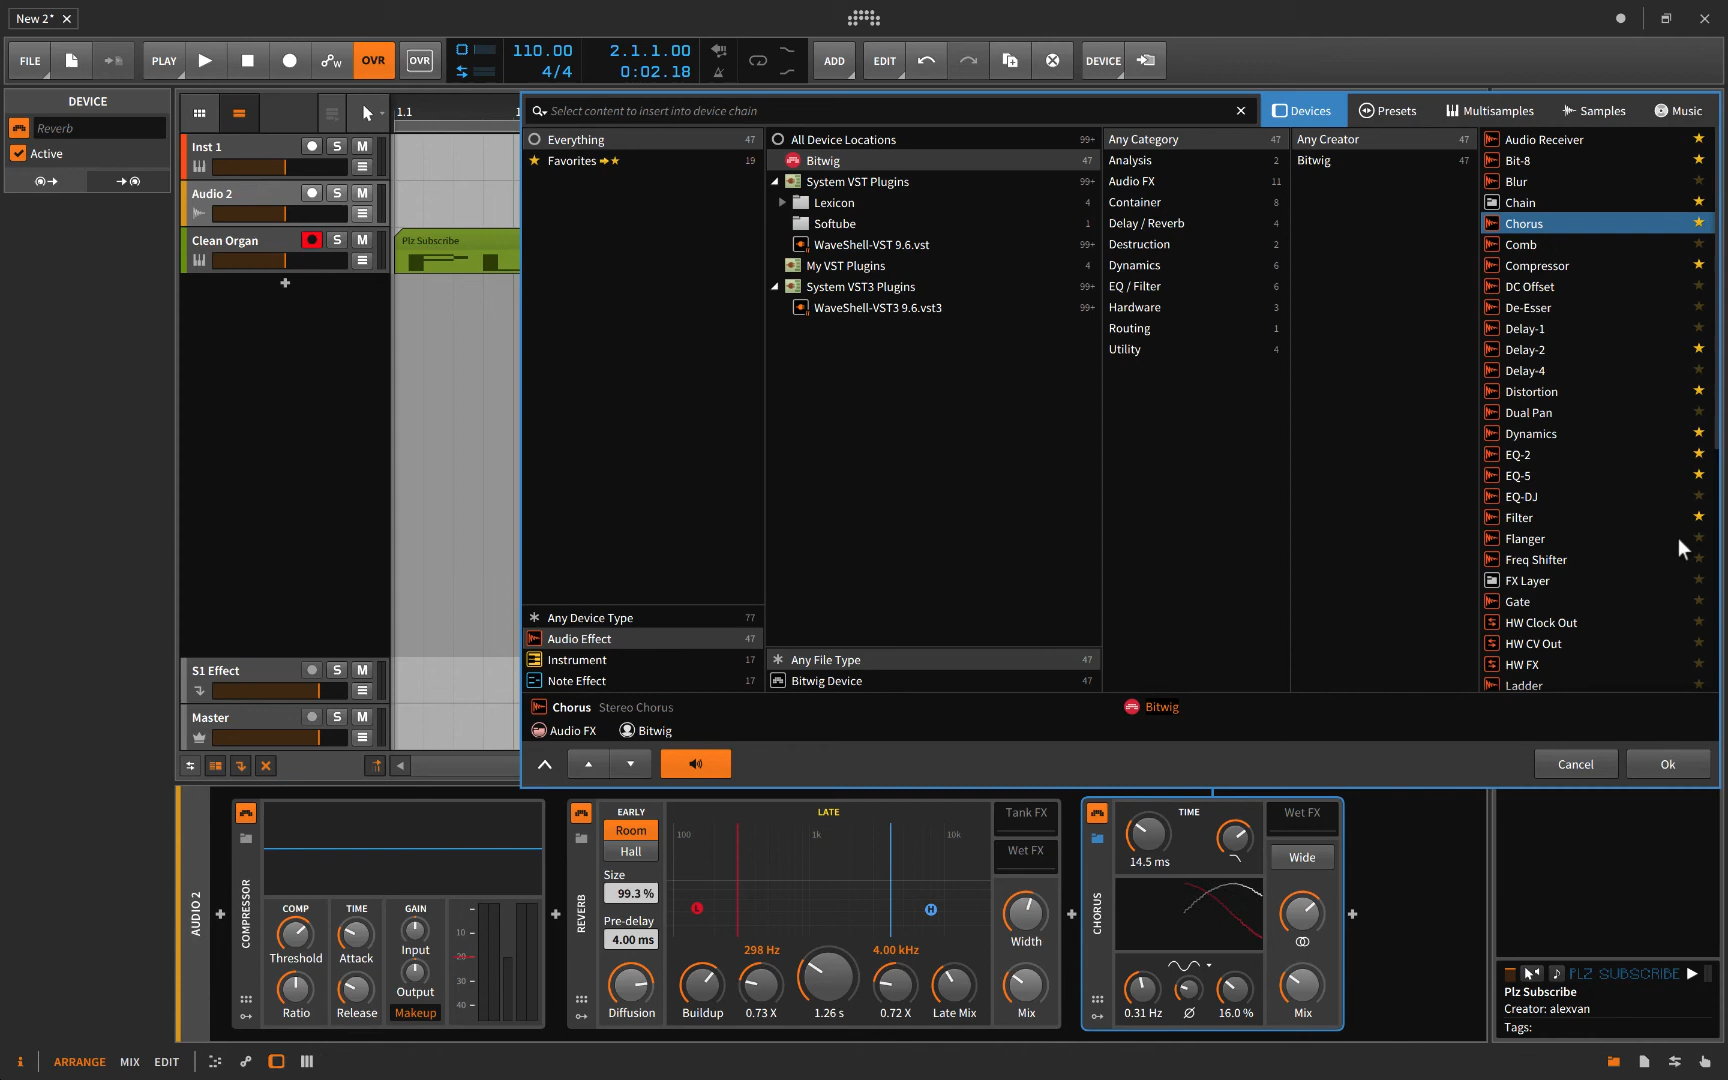 New 2*
FILE
PLAY
OVR
OVR
110.00
4/4
2.1.1.00
0:02.18
ADD
EDIT
DEVICE
DEVICE
Reverb
Active
1.1
Inst 1
S M
Audio 2
S M
Clean Organ
S M
Plz Subscribe
S1 Effect
S M
Master
S M
Select content to insert into device chain
Devices
Presets
Multisamples
Samples
Music
Everything 47
Favorites 19
Any Device Type 77
Audio Effect 47
Instrument 17
Note Effect 17
All Device Locations 99+
Bitwig 47
System VST Plugins 99+
Lexicon 4
Softube 1
WaveShell-VST 9.6.vst 99+
My VST Plugins 4
System VST3 Plugins 99+
WaveShell-VST3 9.6.vst3 99+
Any File Type 47
Bitwig Device 47
Any Category 47
Analysis 2
Audio FX 11
Container 8
Delay / Reverb 4
Destruction 2
Dynamics 6
EQ / Filter 6
Hardware 3
Routing 1
Utility 4
Any Creator 47
Bitwig 47
Audio Receiver
Bit-8
Blur
Chain
Chorus
Comb
Compressor
DC Offset
De-Esser
Delay-1
Delay-2
Delay-4
Distortion
Dual Pan
Dynamics
EQ-2
EQ-5
EQ-DJ
Filter
Flanger
Freq Shifter
FX Layer
Gate
HW Clock Out
HW CV Out
HW FX
Ladder
Chorus Stereo Chorus
Bitwig
Audio FX
Bitwig
Cancel
Ok
AUDIO 2
COMPRESSOR
COMP
Threshold
Ratio
TIME
Attack
Release
GAIN
Input
Output
Makeup
10
20
30
40
REVERB
EARLY
Room
Hall
Size
99.3 %
Pre-delay
4.00 ms
Diffusion
LATE
100
1k
10k
L
H
298 Hz
4.00 kHz
Buildup
0.73 X
1.26 s
0.72 X
Late Mix
Tank FX
Wet FX
Width
Mix
CHORUS
TIME
14.5 ms
0.31 Hz
16.0 %
Wet FX
Wide
Mix
PLZ SUBSCRIBE
Plz Subscribe
Creator: alexvan
Tags:
i
ARRANGE
MIX
EDIT